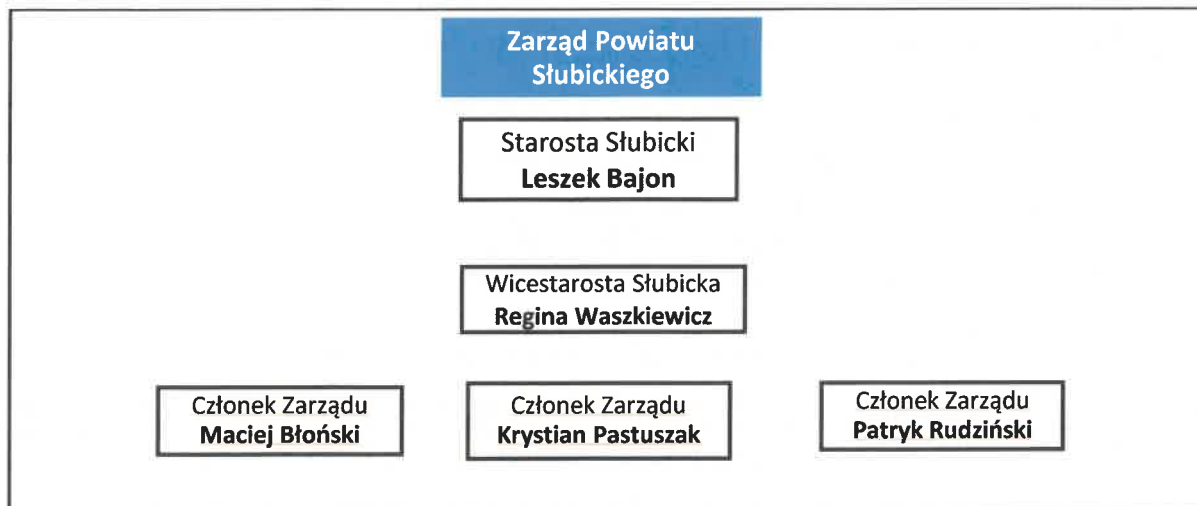 Zarząd Powiatu
Słubickiego
Starosta Słubicki
Leszek Bajon
Wicestarosta Słubicka
Regina Waszkiewicz
Członek Zarządu
Maciej Błoński
Członek Zarządu
Krystian Pastuszak
Członek Zarządu
Patryk Rudziński